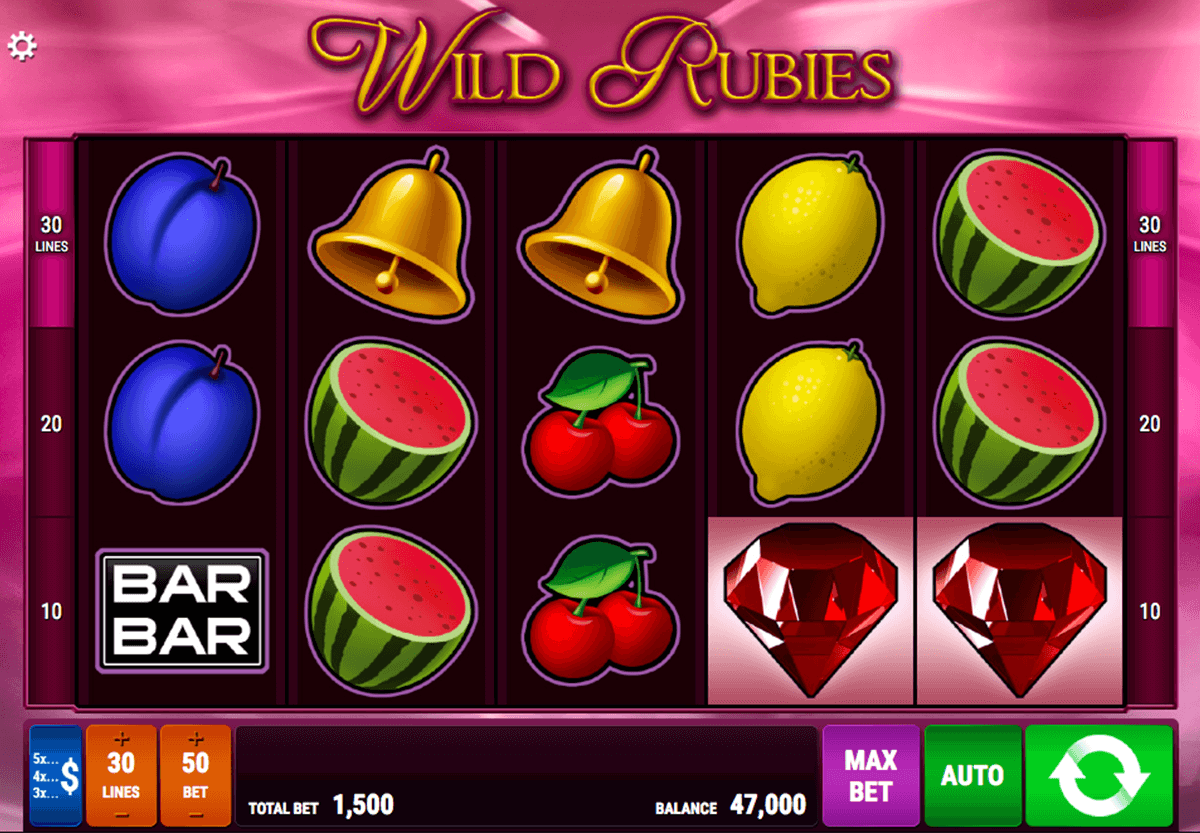 WILD RUBIES
30
LINES
30
LINES
20
20
BAR
BAR
10
10
5x...
4x...
3x...
$
+
30
LINES
−
+
50
BET
−
TOTAL BET 1,500
BALANCE 47,000
MAX
BET
AUTO